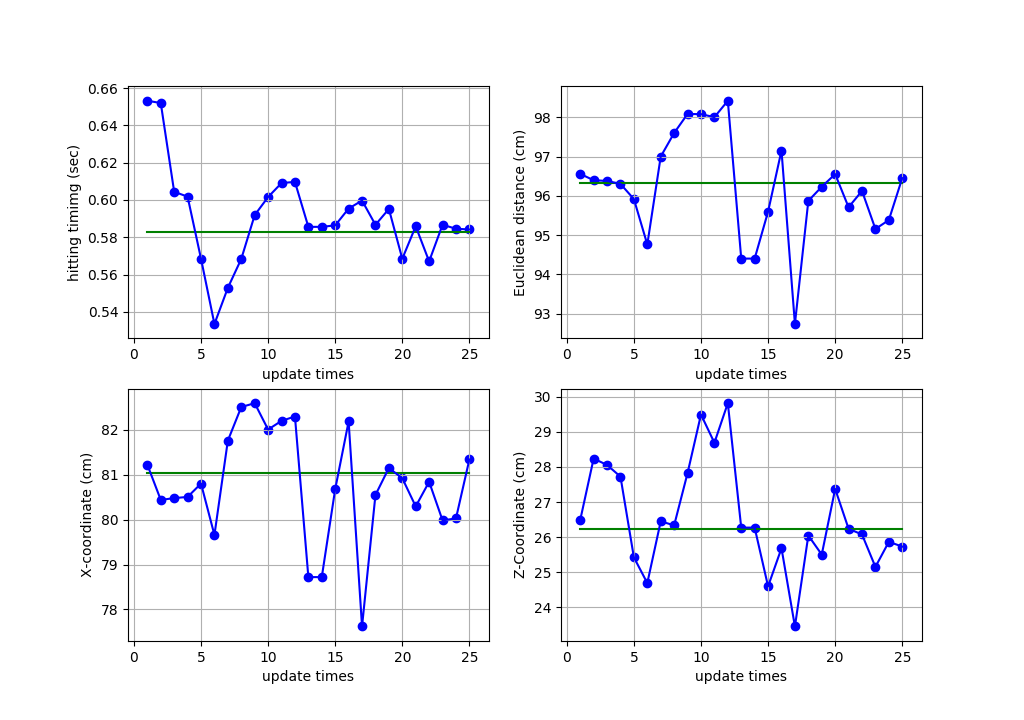 hitting timimg (sec)
0.66
0.64
0.62
0.60
0.58
0.56
0.54
0 5 10 15 20 25
update times
Euclidean distance (cm)
98
97
96
95
94
93
0 5 10 15 20 25
update times
X-coordinate (cm)
82
81
80
79
78
0 5 10 15 20 25
update times
Z-Coordinate (cm)
30
29
28
27
26
25
24
0 5 10 15 20 25
update times